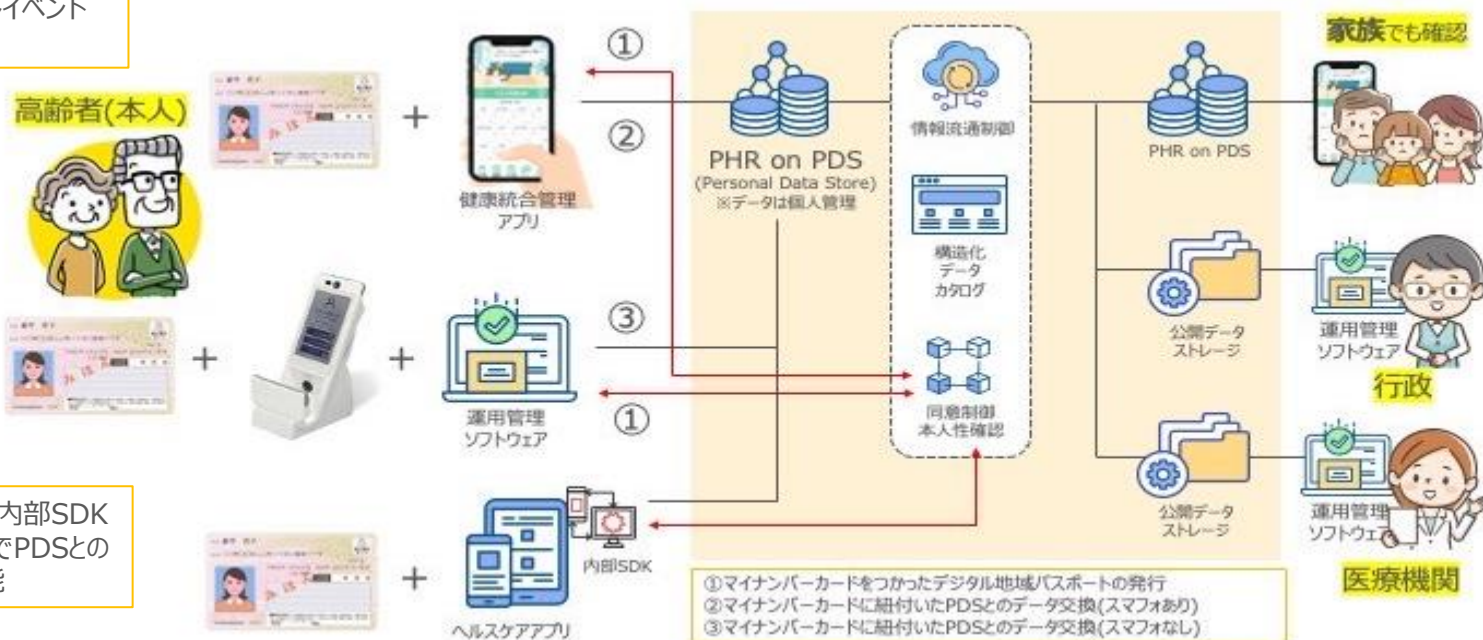 イベント
高齢者(本人)
みほん
+
健康統合管理
アプリ
①
②
PHR on PDS
(Personal Data Store)
※データは個人管理
情報流通制御
構造化
データ
カタログ
同意制御
本人性確認
PHR on PDS
家族でも確認
みほん
+
+
運用管理
ソフトウェア
③
①
公開データ
ストレージ
運用管理
ソフトウェア
行政
内部SDK
でPDSとの
能
+
ヘルスケアアプリ
内部SDK
公開データ
ストレージ
運用管理
ソフトウェア
医療機関
①マイナンバーカードをつかったデジタル地域パスポートの発行
②マイナンバーカードに紐付いたPDSとのデータ交換(スマフォあり)
③マイナンバーカードに紐付いたPDSとのデータ交換(スマフォなし)